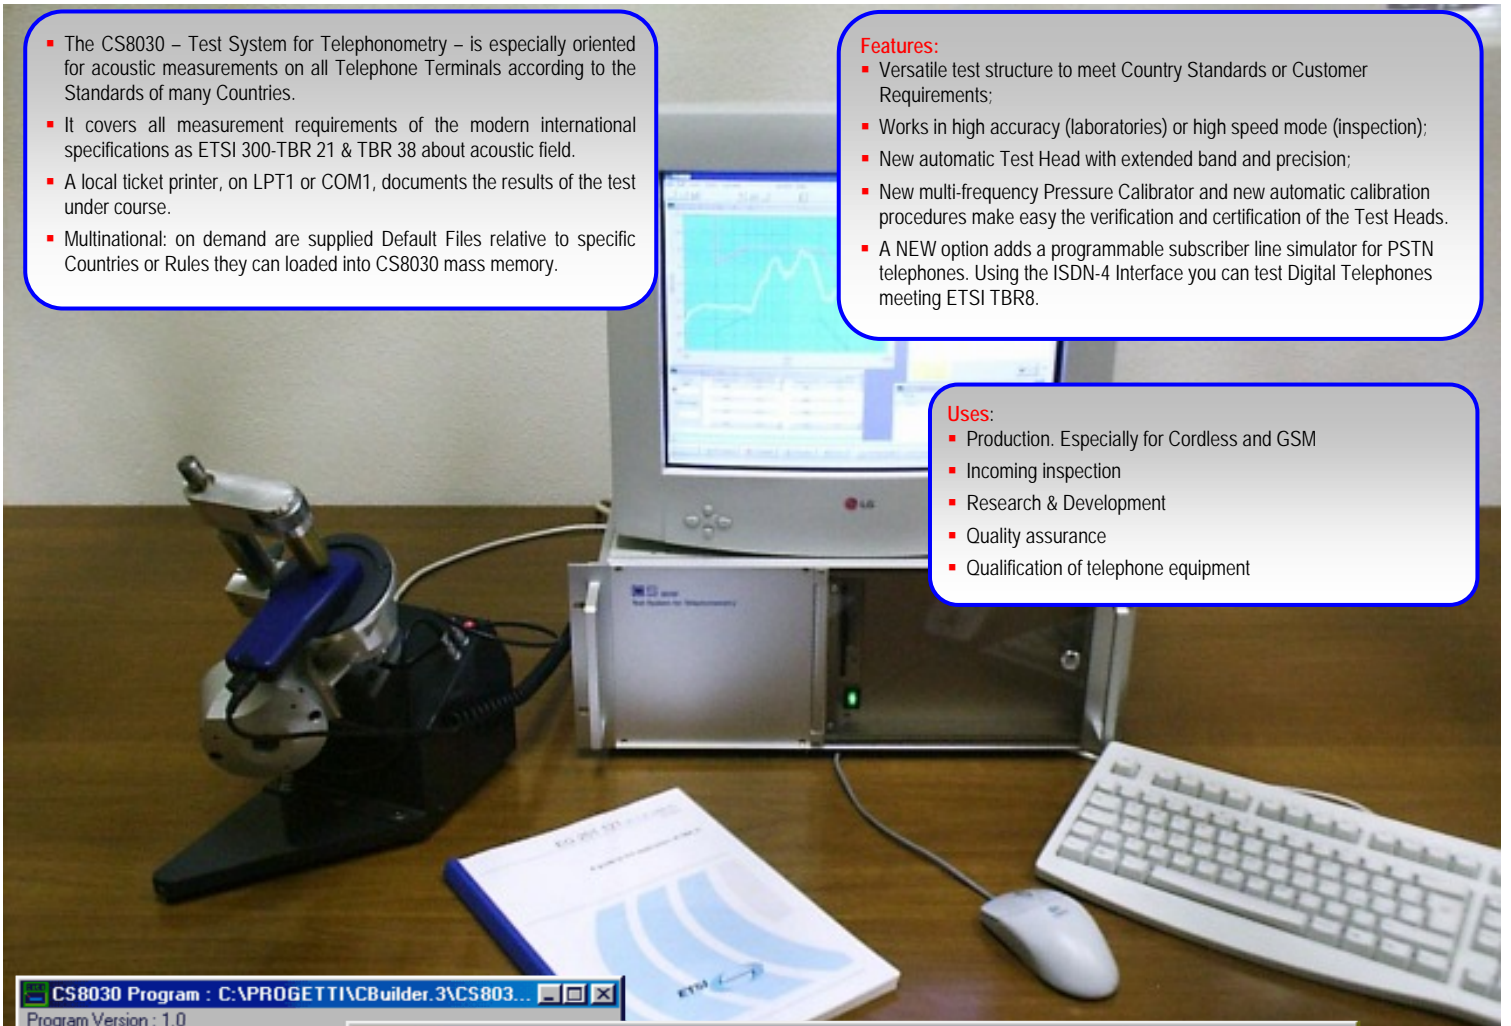 ▪ The CS8030 – Test System for Telephonometry – is especially oriented
for acoustic measurements on all Telephone Terminals according to the
Standards of many Countries.
▪ It covers all measurement requirements of the modern international
specifications as ETSI 300-TBR 21 & TBR 38 about acoustic field.
▪ A local ticket printer, on LPT1 or COM1, documents the results of the test
under course.
▪ Multinational: on demand are supplied Default Files relative to specific
Countries or Rules they can loaded into CS8030 mass memory.
Features:
▪ Versatile test structure to meet Country Standards or Customer
Requirements;
▪ Works in high accuracy (laboratories) or high speed mode (inspection);
▪ New automatic Test Head with extended band and precision;
▪ New multi-frequency Pressure Calibrator and new automatic calibration
procedures make easy the verification and certification of the Test Heads.
▪ A NEW option adds a programmable subscriber line simulator for PSTN
telephones. Using the ISDN-4 Interface you can test Digital Telephones
meeting ETSI TBR8.
Uses:
▪ Production. Especially for Cordless and GSM
▪ Incoming inspection
▪ Research & Development
▪ Quality assurance
▪ Qualification of telephone equipment
LG
Test System for Telephonometry
EG 201 121
ETSI
CS8030 Program : C:\PROGETTI\CBuilder.3\CS803...
Program Version : 1.0